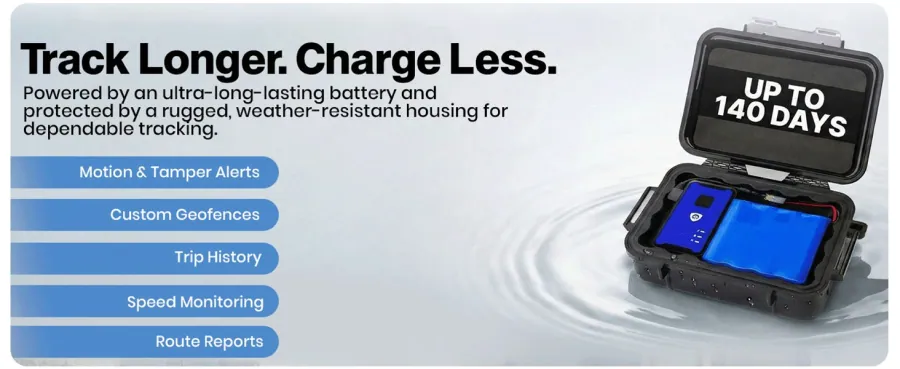 Track Longer. Charge Less.
Powered by an ultra-long-lasting battery and
protected by a rugged, weather-resistant housing for
dependable tracking.
Motion & Tamper Alerts
Custom Geofences
Trip History
Speed Monitoring
Route Reports
UP TO
140 DAYS